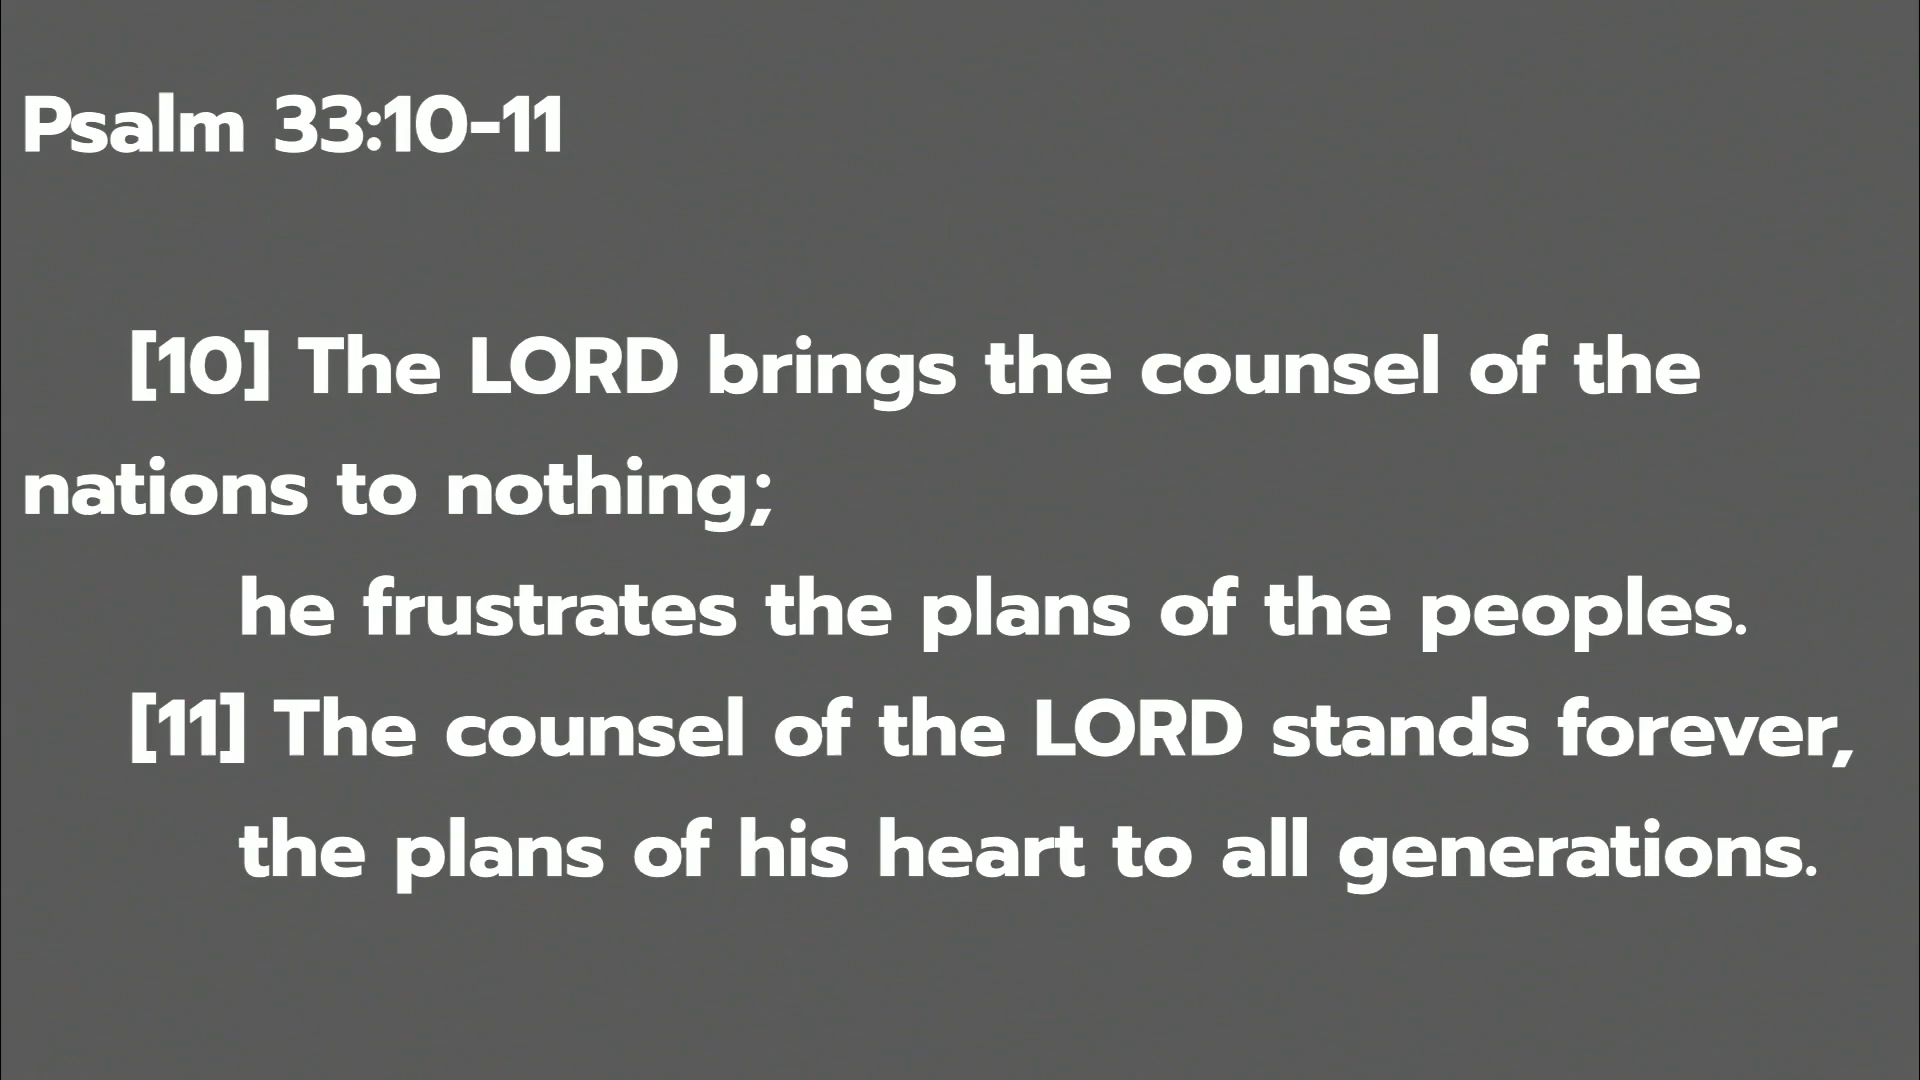 Psalm 33:10-11
[10] The LORD brings the counsel of the
nations to nothing;
he frustrates the plans of the peoples.
[11] The counsel of the LORD stands forever,
the plans of his heart to all generations.